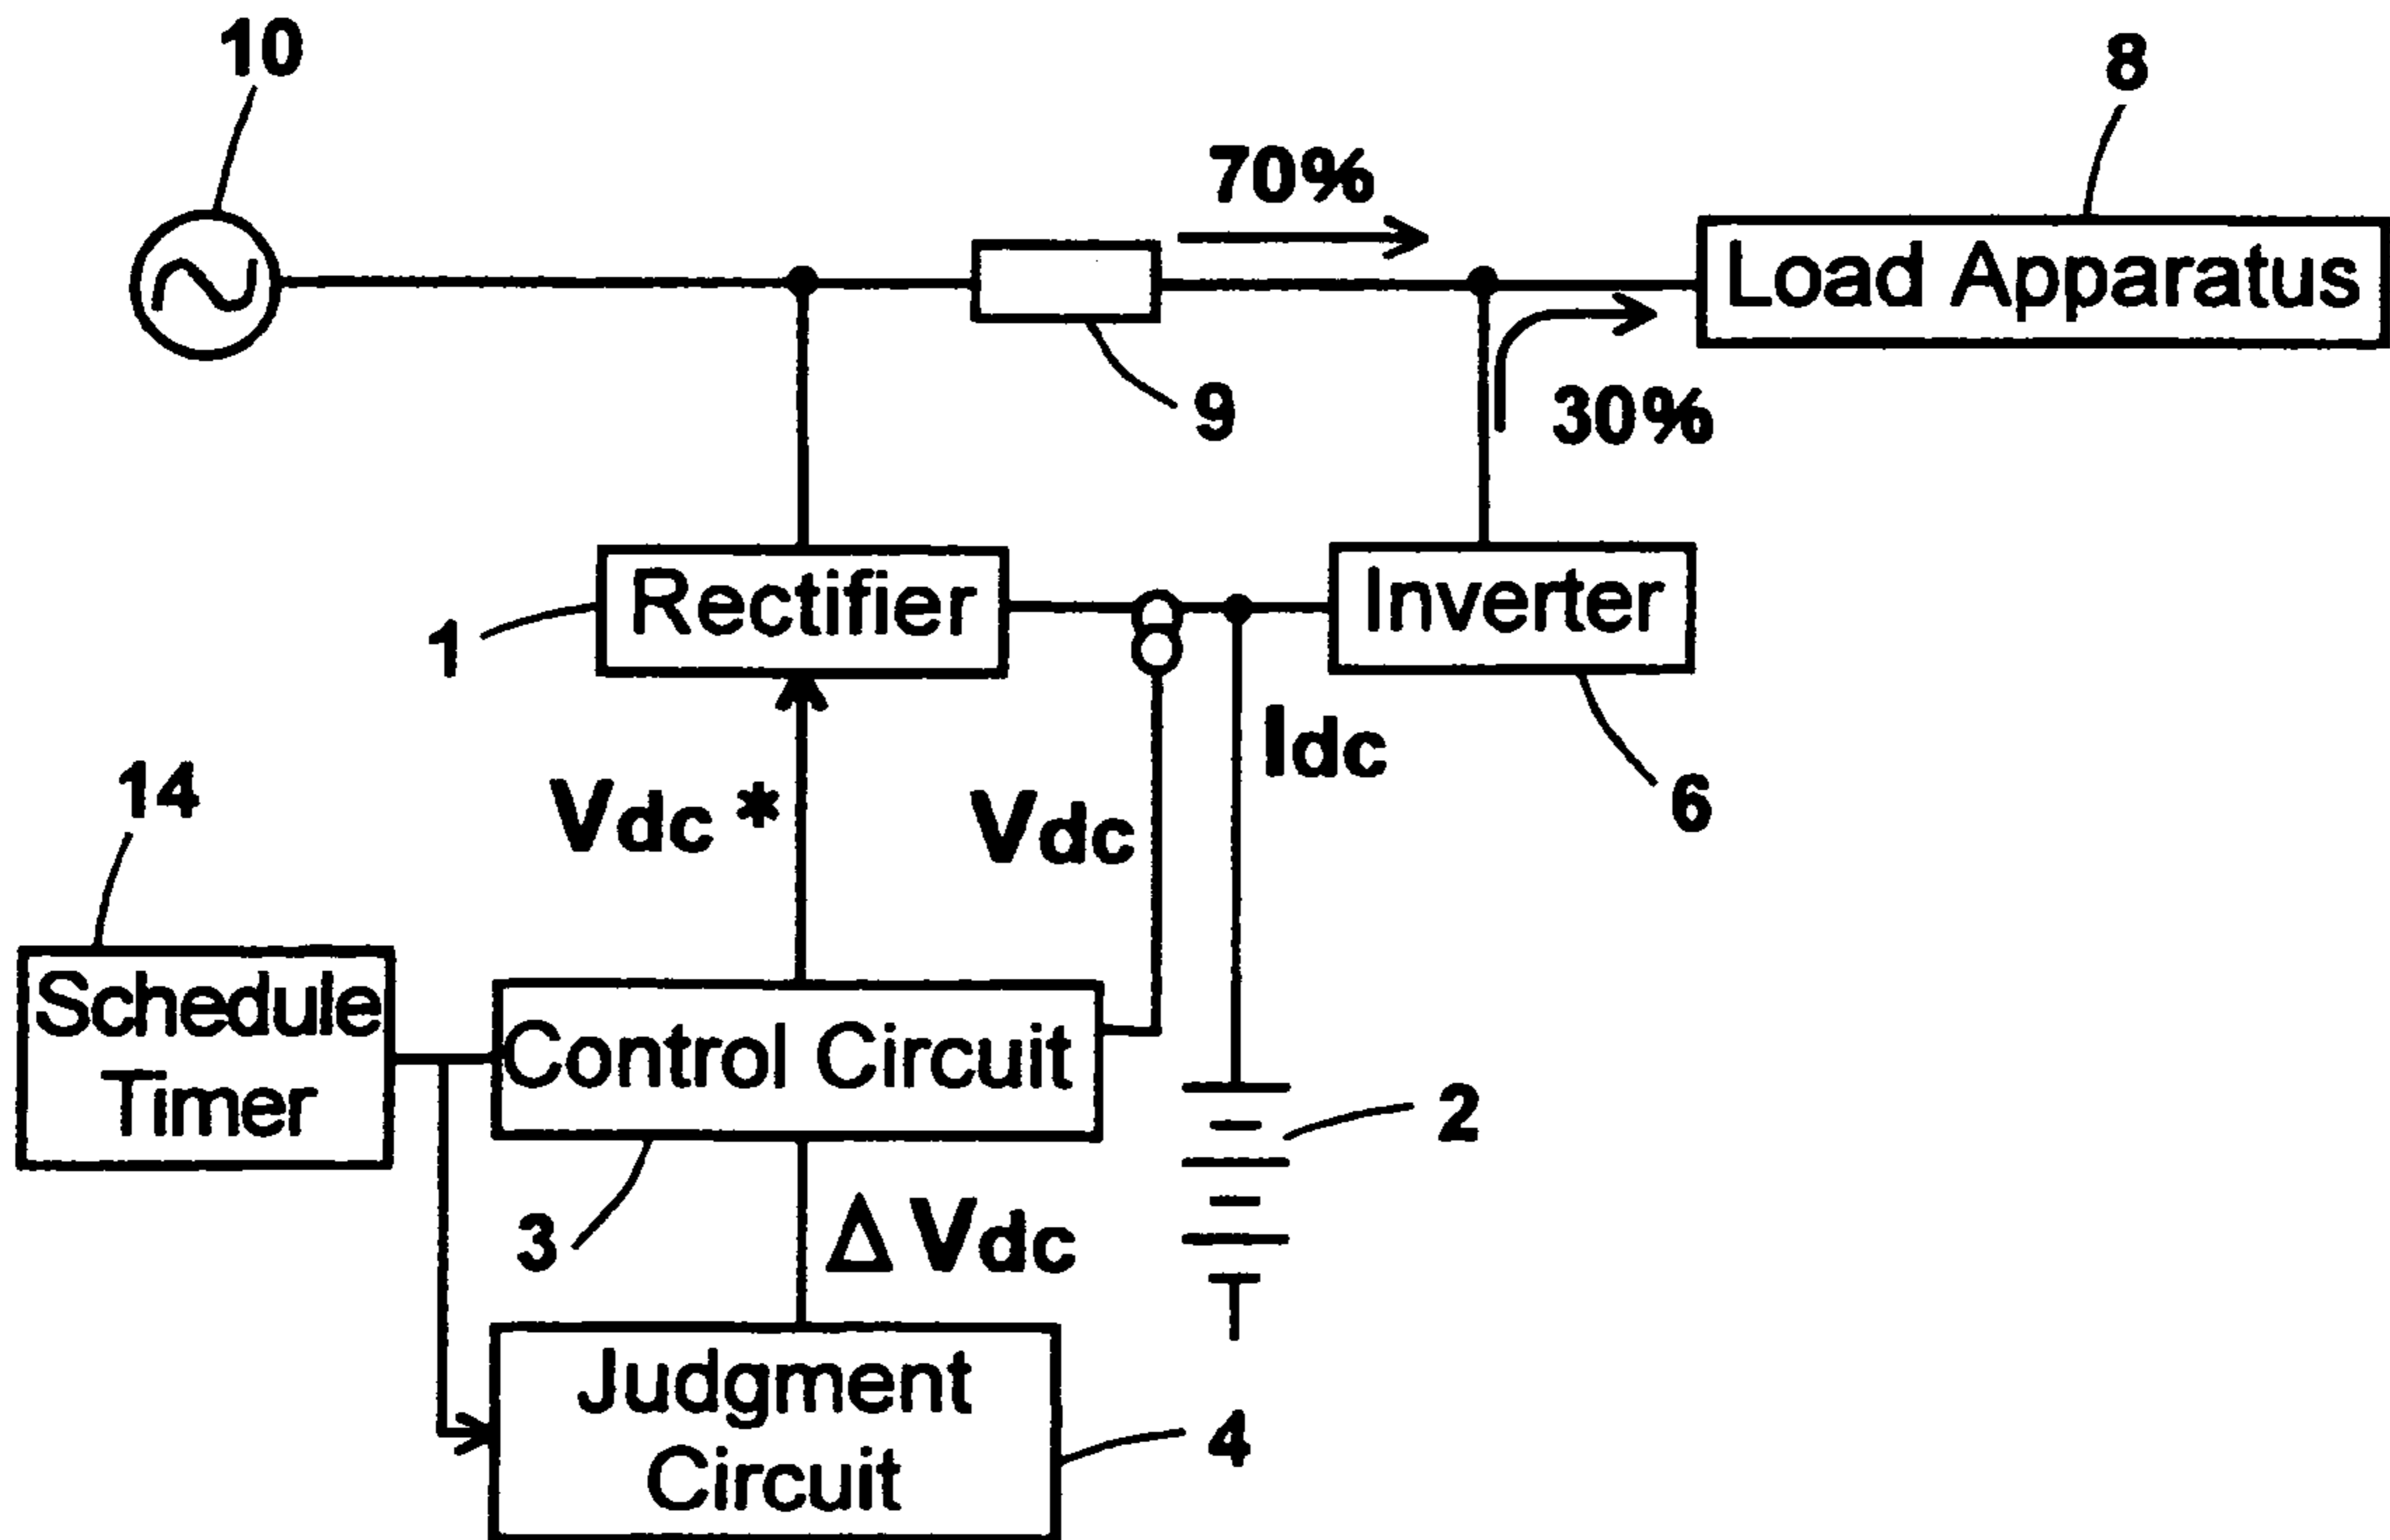 10
8
70%
Load Apparatus
9
30%
Rectifier
Inverter
1
Idc
14
Vdc *
Vdc
6
Schedule
Timer
Control Circuit
2
3
Δ Vdc
Judgment
Circuit
4